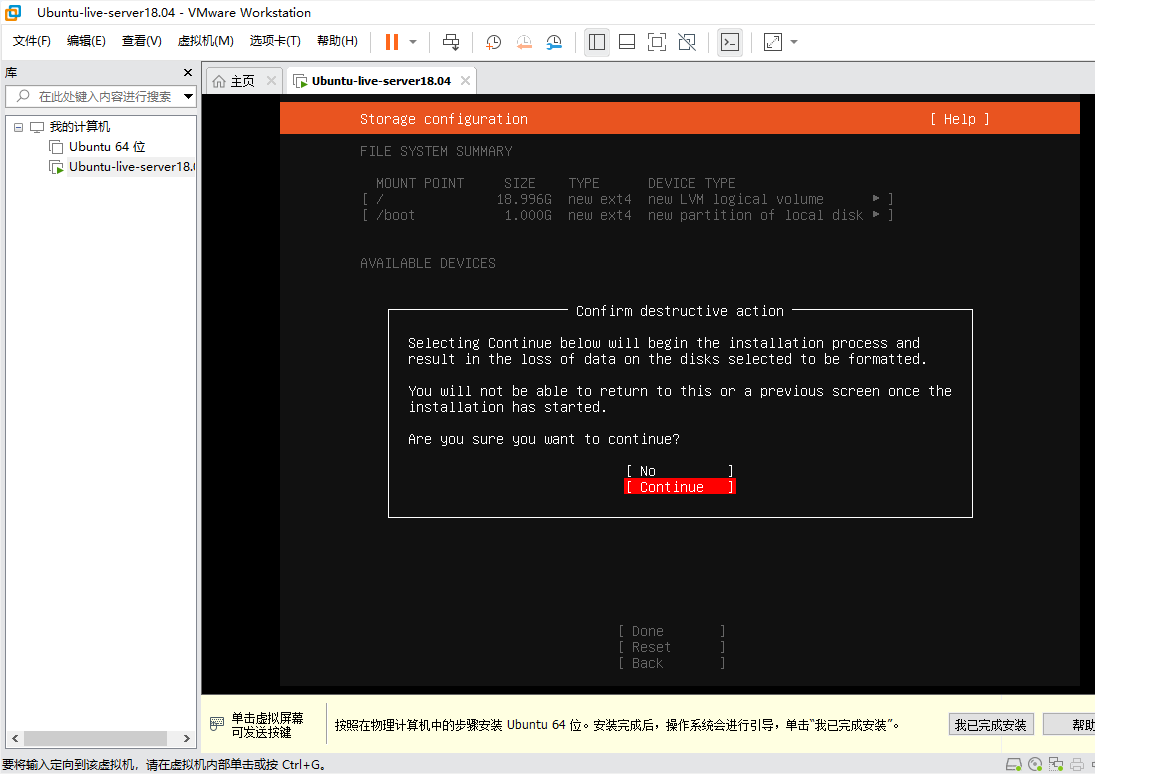 Ubuntu-live-server18.04 - VMware Workstation
文件(F) 编辑(E) 查看(V) 虚拟机(M) 选项卡(T) 帮助(H)
库
主页 Ubuntu-live-server18.04
在此处键入内容进行搜索
我的计算机
Ubuntu 64 位
Ubuntu-live-server18.0
Storage configuration [ Help ]
FILE SYSTEM SUMMARY
MOUNT POINT SIZE TYPE DEVICE TYPE
[ / 18.996G new ext4 new LVM logical volume ▸ ]
[ /boot 1.000G new ext4 new partition of local disk ▸ ]
AVAILABLE DEVICES
Confirm destructive action
Selecting Continue below will begin the installation process and
result in the loss of data on the disks selected to be formatted.
You will not be able to return to this or a previous screen once the
installation has started.
Are you sure you want to continue?
[ No ]
[ Continue ]
[ Done ]
[ Reset ]
[ Back ]
单击虚拟屏幕
可发送按键
按照在物理计算机中的步骤安装 Ubuntu 64 位。安装完成后，操作系统会进行引导，单击“我已完成安装”。
我已完成安装 帮助
要将输入定向到该虚拟机，请在虚拟机内部单击或按 Ctrl+G。